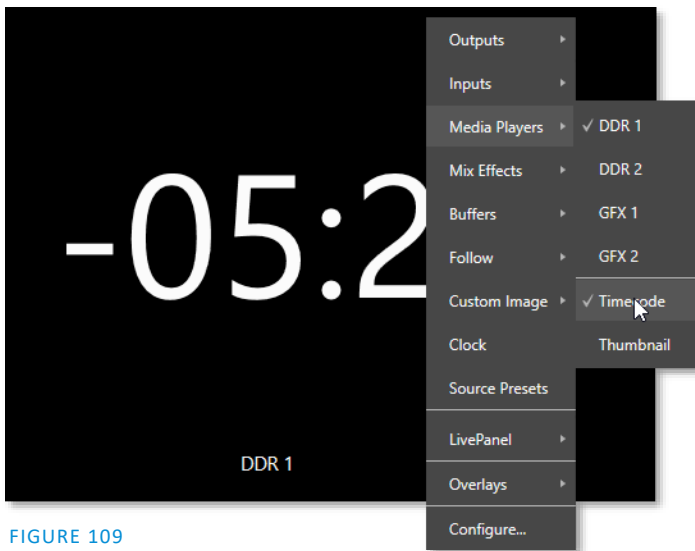 -05:2
DDR 1
Outputs
Inputs
Media Players
Mix Effects
Buffers
Follow
Custom Image
Clock
Source Presets
LivePanel
Overlays
Configure...
✓ DDR 1
DDR 2
GFX 1
GFX 2
✓ Timecode
Thumbnail
FIGURE 109